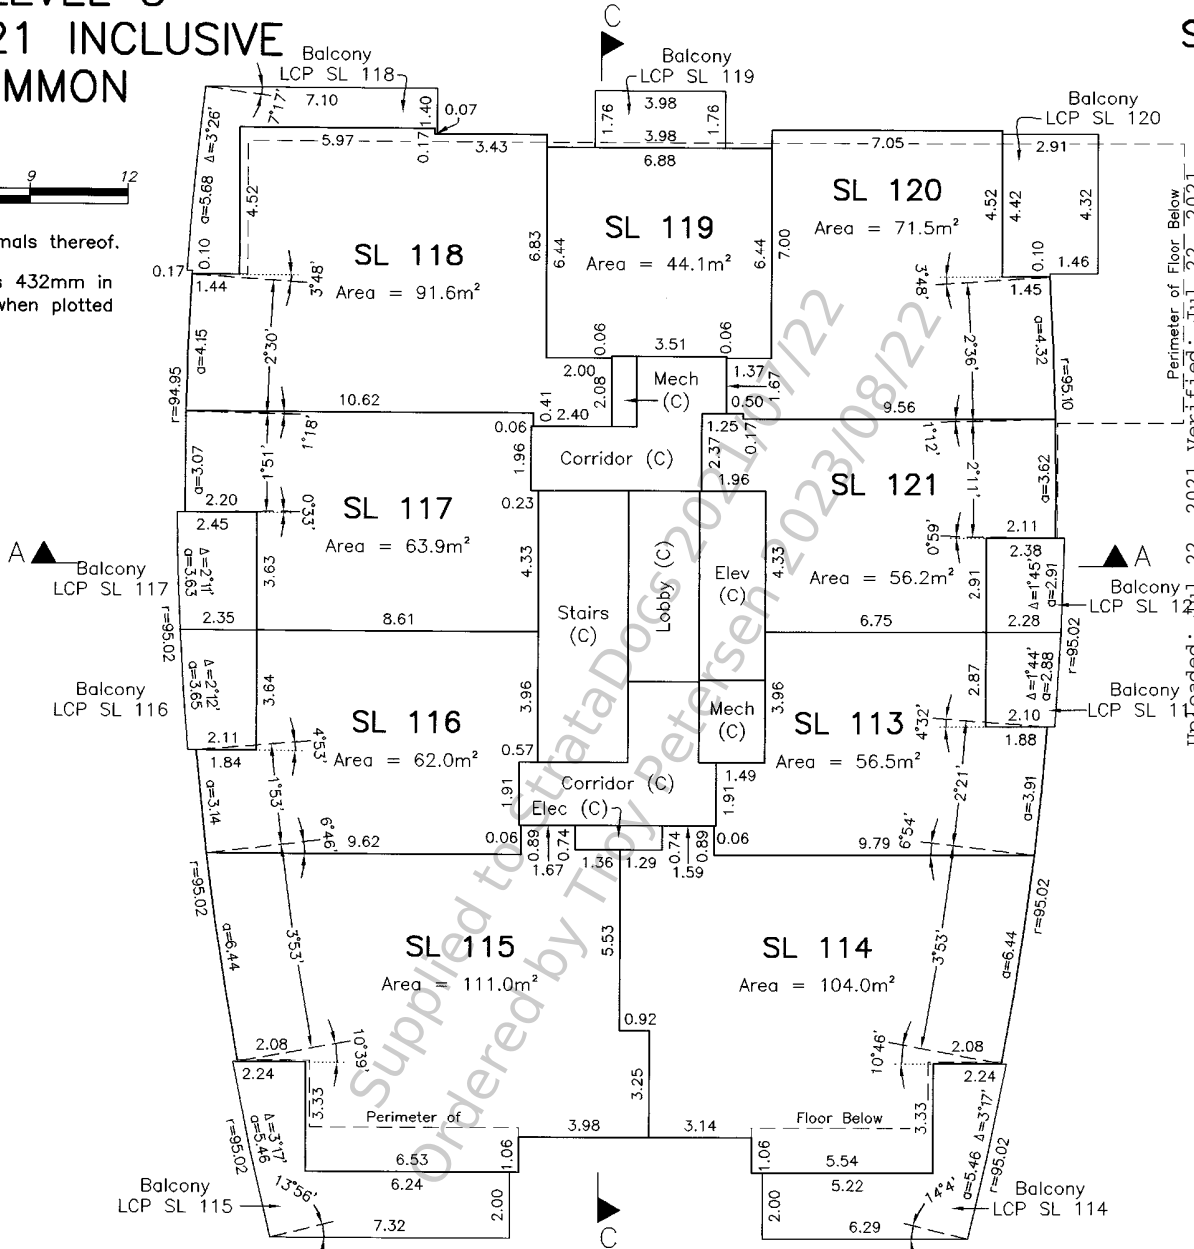 LEVEL
21 INCLUSIVE
MMON
S
9
12
mals thereof.
s 432mm in
when plotted
C
Balcony
LCP SL 118
Balcony
LCP SL 119
Balcony
LCP SL 120
7.10
7°17'
1.40
0.07
5.97
0.17
3.43
a=5.68 Δ=3°26'
4.52
0.10
0.17
1.44
3°48'
1.76
3.98
1.76
3.98
6.88
7.05
2.91
4.52
4.42
4.32
0.10
1.46
1.45
3°48'
SL 118
Area = 91.6m²
SL 119
Area = 44.1m²
SL 120
Area = 71.5m²
6.83
6.44
6.44
7.00
Perimeter of Floor Below
a=4.15
2°30'
r=94.95
10.62
0.06
3.51
0.06
2.00
2.08
Mech
(C)
1.37
1.67
0.50
0.41
2.40
0.06
9.56
2°36'
a=4.32
r=95.10
1°18'
1.25
0.17
2.37
1.96
1°12'
1.96
Corridor (C)
a=3.07
1°51'
2.20
0°33'
0.23
2.11
2°11'
a=3.62
0°59'
SL 117
Area = 63.9m²
SL 121
Area = 56.2m²
A
Balcony
LCP SL 117
2.45
Δ=2°11'
a=3.63
3.63
2.35
8.61
r=95.02
4.33
Stairs
(C)
Lobby (C)
Elev
(C)
4.33
6.75
2.91
2.38
Δ=1°45'
a=2.91
2.28
A
Balcony
LCP SL 12
r=95.02
Balcony
LCP SL 116
Δ=2°12'
a=3.65
3.64
2.11
1.84
4°53'
SL 116
Area = 62.0m²
3.96
0.57
Mech
(C)
3.96
SL 113
Area = 56.5m²
2.87
Δ=1°44'
a=2.88
2.10
1.88
4°32'
Balcony
LCP SL 11
a=3.14
1°53'
6°46'
9.62
1.91
0.06
Corridor (C)
Elec (C)
1.49
1.91
0.06
9.79
2°21'
6°54'
a=3.91
0.89
0.74
1.67
1.36
1.29
0.74
0.89
1.59
r=95.02
a=6.44
3°53'
SL 115
Area = 111.0m²
5.53
0.92
3.25
SL 114
Area = 104.0m²
3°53'
a=6.44
r=95.02
2.08
10°39'
2.24
3.33
Perimeter of
Floor Below
3.98
3.14
3.33
10°46'
2.08
2.24
r=95.02
Δ=3°17'
a=5.46
13°56'
6.53
6.24
1.06
2.00
7.32
Balcony
LCP SL 115
1.06
5.54
5.22
2.00
6.29
a=5.46 Δ=3°17'
r=95.02
14°4'
Balcony
LCP SL 114
C
Supplied to StrataDocs 2021/07/22
Ordered by Troy Petersen 2023/08/22
Uploaded: Jul 22, 2021 Verified: Jul 22 2021